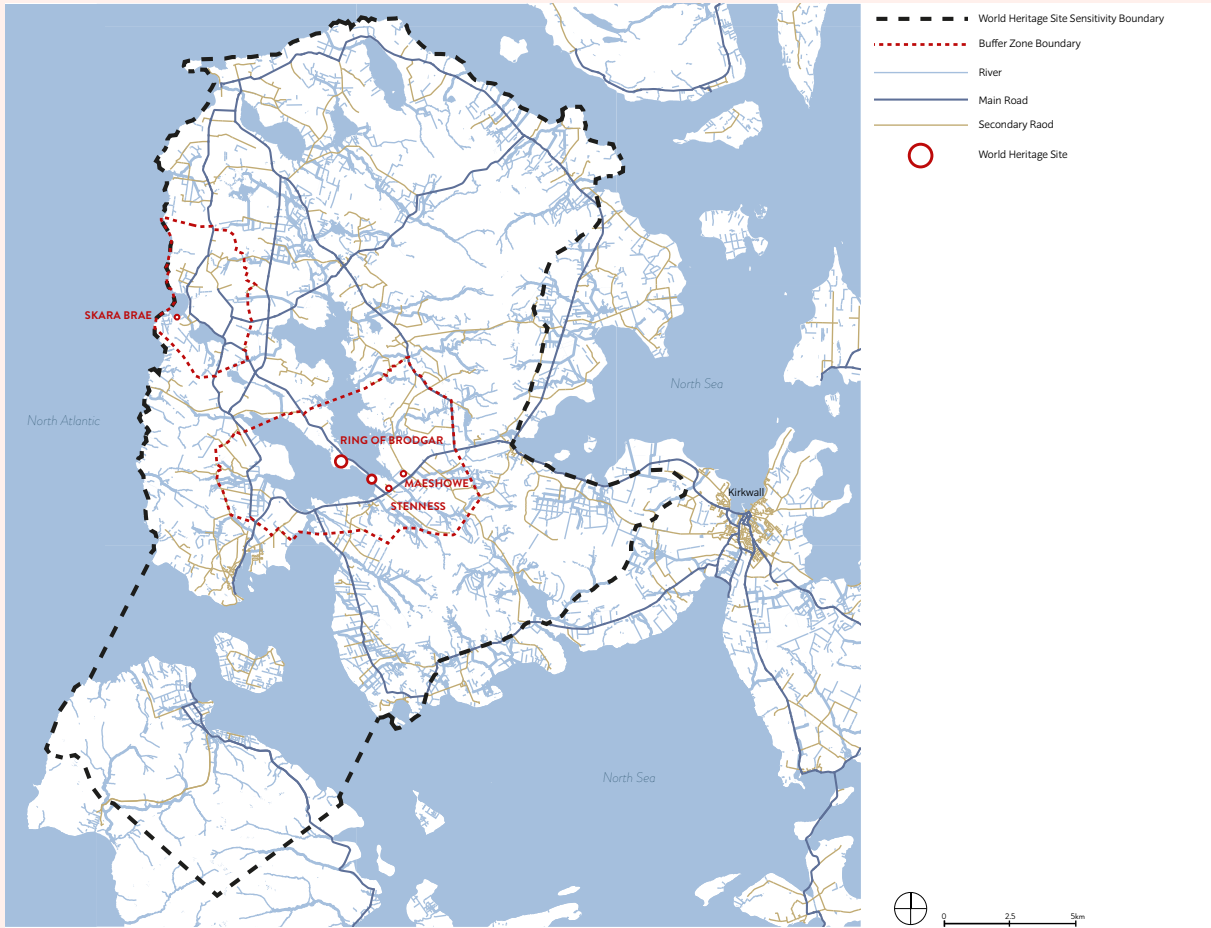 World Heritage Site Sensitivity Boundary
Buffer Zone Boundary
River
Main Road
Secondary Raod
World Heritage Site
SKARA BRAE
North Sea
North Atlantic
RING OF BRODGAR
MAESHOWE
STENNESS
Kirkwall
North Sea
0 2.5 5km